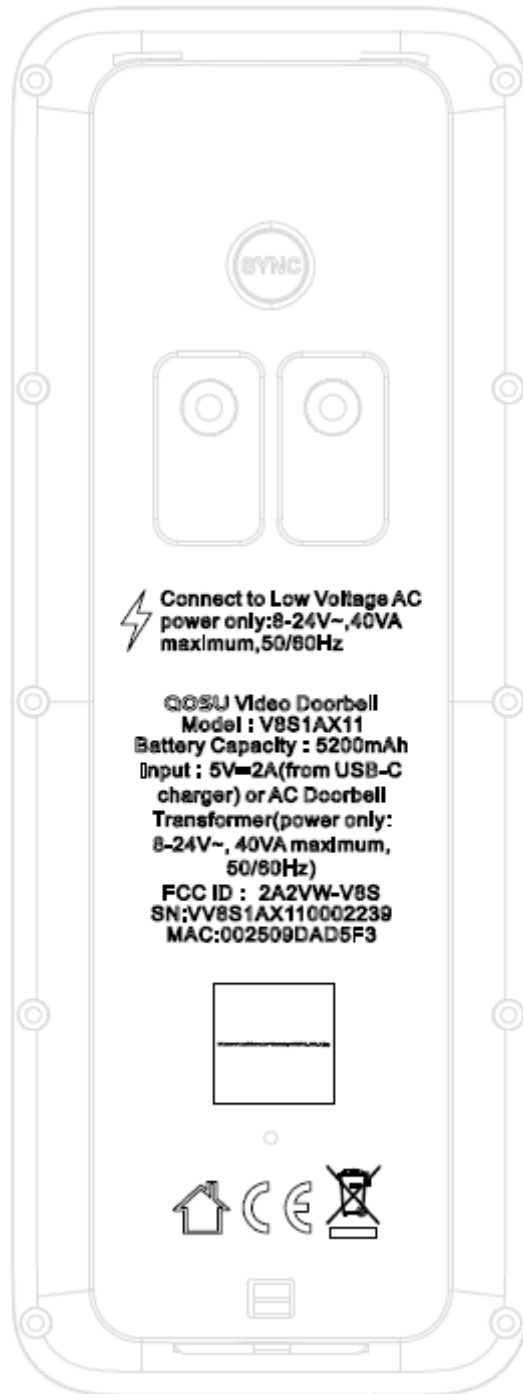 SYNC
Connect to Low Voltage AC
power only:8-24V~,40VA
maximum,50/60Hz
QOSU Video Doorbell
Model : V8S1AX11
Battery Capacity : 5200mAh
Input : 5V⎓2A(from USB-C
charger) or AC Doorbell
Transformer(power only:
8-24V~, 40VA maximum,
50/60Hz)
FCC ID : 2A2VW-V8S
SN:VV8S1AX110002239
MAC:002509DAD5F3
CE